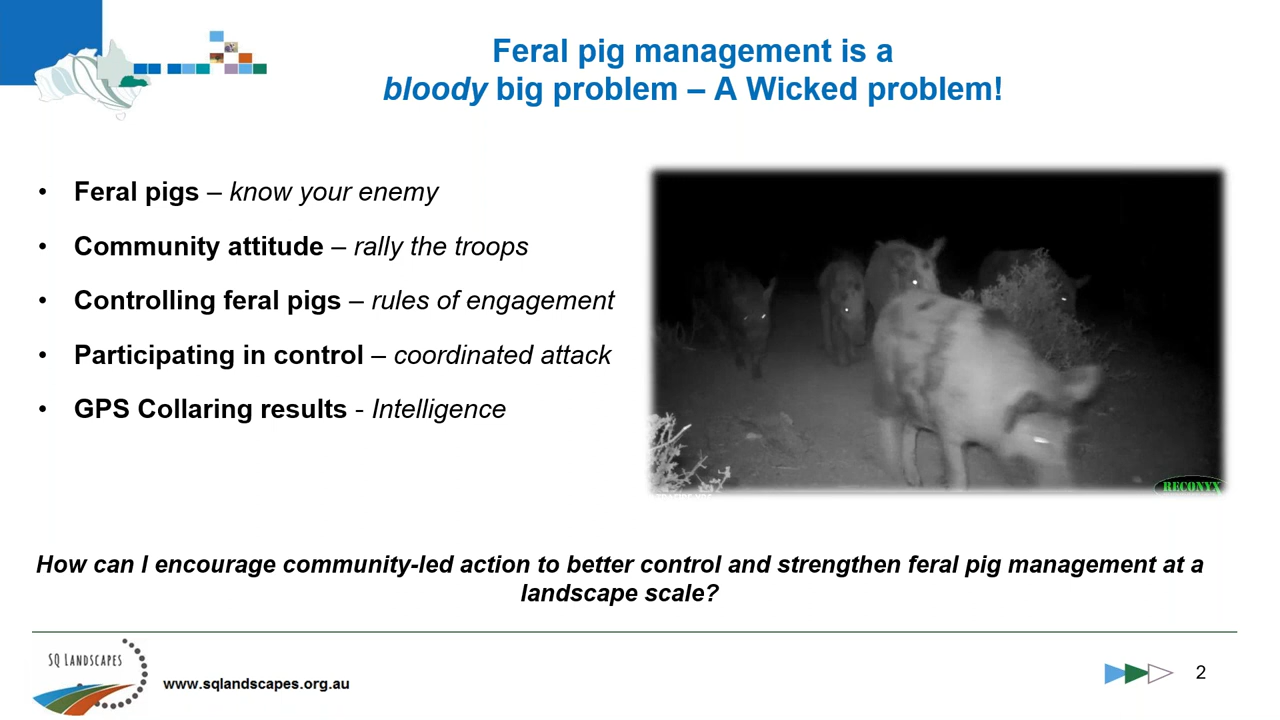 Feral pig management is a
bloody big problem – A Wicked problem!
• Feral pigs – know your enemy
• Community attitude – rally the troops
• Controlling feral pigs – rules of engagement
• Participating in control – coordinated attack
• GPS Collaring results - Intelligence
RECONYX
How can I encourage community-led action to better control and strengthen feral pig management at a
landscape scale?
SQ LANDSCAPES
www.sqlandscapes.org.au
2